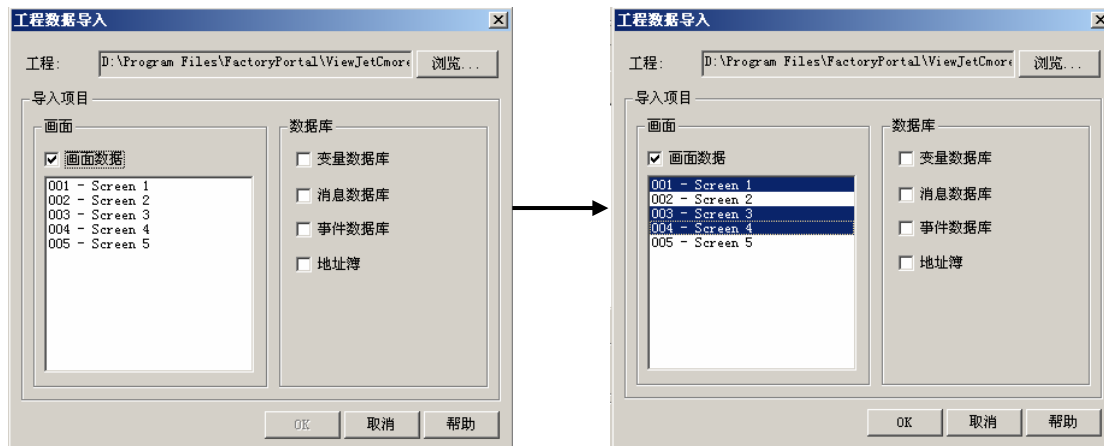 工程数据导入
工程:
D:\Program Files\FactoryPortal\ViewJetCmore
浏览...
导入项目
画面
画面数据
001 - Screen 1
002 - Screen 2
003 - Screen 3
004 - Screen 4
005 - Screen 5
数据库
变量数据库
消息数据库
事件数据库
地址簿
OK
取消
帮助
工程数据导入
工程:
D:\Program Files\FactoryPortal\ViewJetCmore
浏览...
导入项目
画面
画面数据
001 - Screen 1
002 - Screen 2
003 - Screen 3
004 - Screen 4
005 - Screen 5
数据库
变量数据库
消息数据库
事件数据库
地址簿
OK
取消
帮助